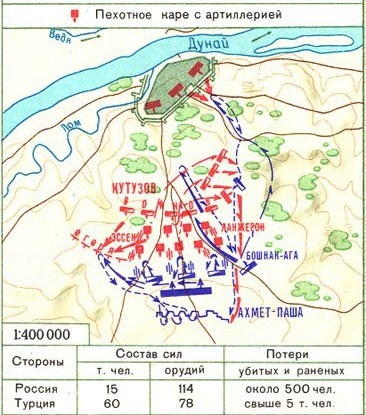 Пехотное каре с артиллерией
Ведя
Дунай
Лом
КУТУЗОВ
ВОИНОВ
ЭССЕН
ЛАНЖЕРОН
БОШНАК-АГА
АХМЕТ-ПАША
1:400 000
Стороны Состав сил Потери
т. чел. орудий убитых и раненых
Россия 15 114 около 500 чел.
Турция 60 78 свыше 5 т. чел.